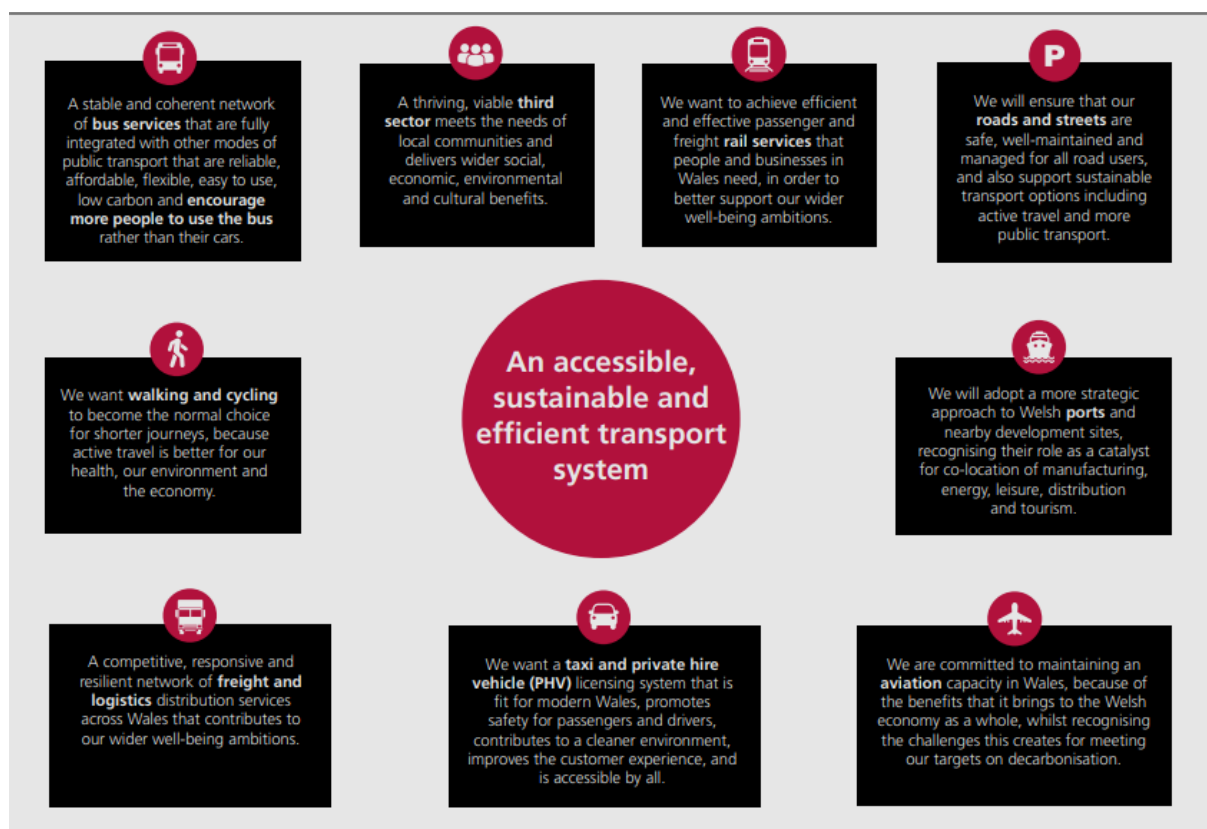 A stable and coherent network
of bus services that are fully
integrated with other modes of
public transport that are reliable,
affordable, flexible, easy to use,
low carbon and encourage
more people to use the bus
rather than their cars.
A thriving, viable third
sector meets the needs of
local communities and
delivers wider social,
economic, environmental
and cultural benefits.
We want to achieve efficient
and effective passenger and
freight rail services that
people and businesses in
Wales need, in order to
better support our wider
well-being ambitions.
P
We will ensure that our
roads and streets are
safe, well-maintained and
managed for all road users,
and also support sustainable
transport options including
active travel and more
public transport.
We want walking and cycling
to become the normal choice
for shorter journeys, because
active travel is better for our
health, our environment and
the economy.
An accessible,
sustainable and
efficient transport
system
We will adopt a more strategic
approach to Welsh ports and
nearby development sites,
recognising their role as a catalyst
for co-location of manufacturing,
energy, leisure, distribution
and tourism.
A competitive, responsive and
resilient network of freight and
logistics distribution services
across Wales that contributes to
our wider well-being ambitions.
We want a taxi and private hire
vehicle (PHV) licensing system that is
fit for modern Wales, promotes
safety for passengers and drivers,
contributes to a cleaner environment,
improves the customer experience, and
is accessible by all.
We are committed to maintaining an
aviation capacity in Wales, because of
the benefits that it brings to the Welsh
economy as a whole, whilst recognising
the challenges this creates for meeting
our targets on decarbonisation.